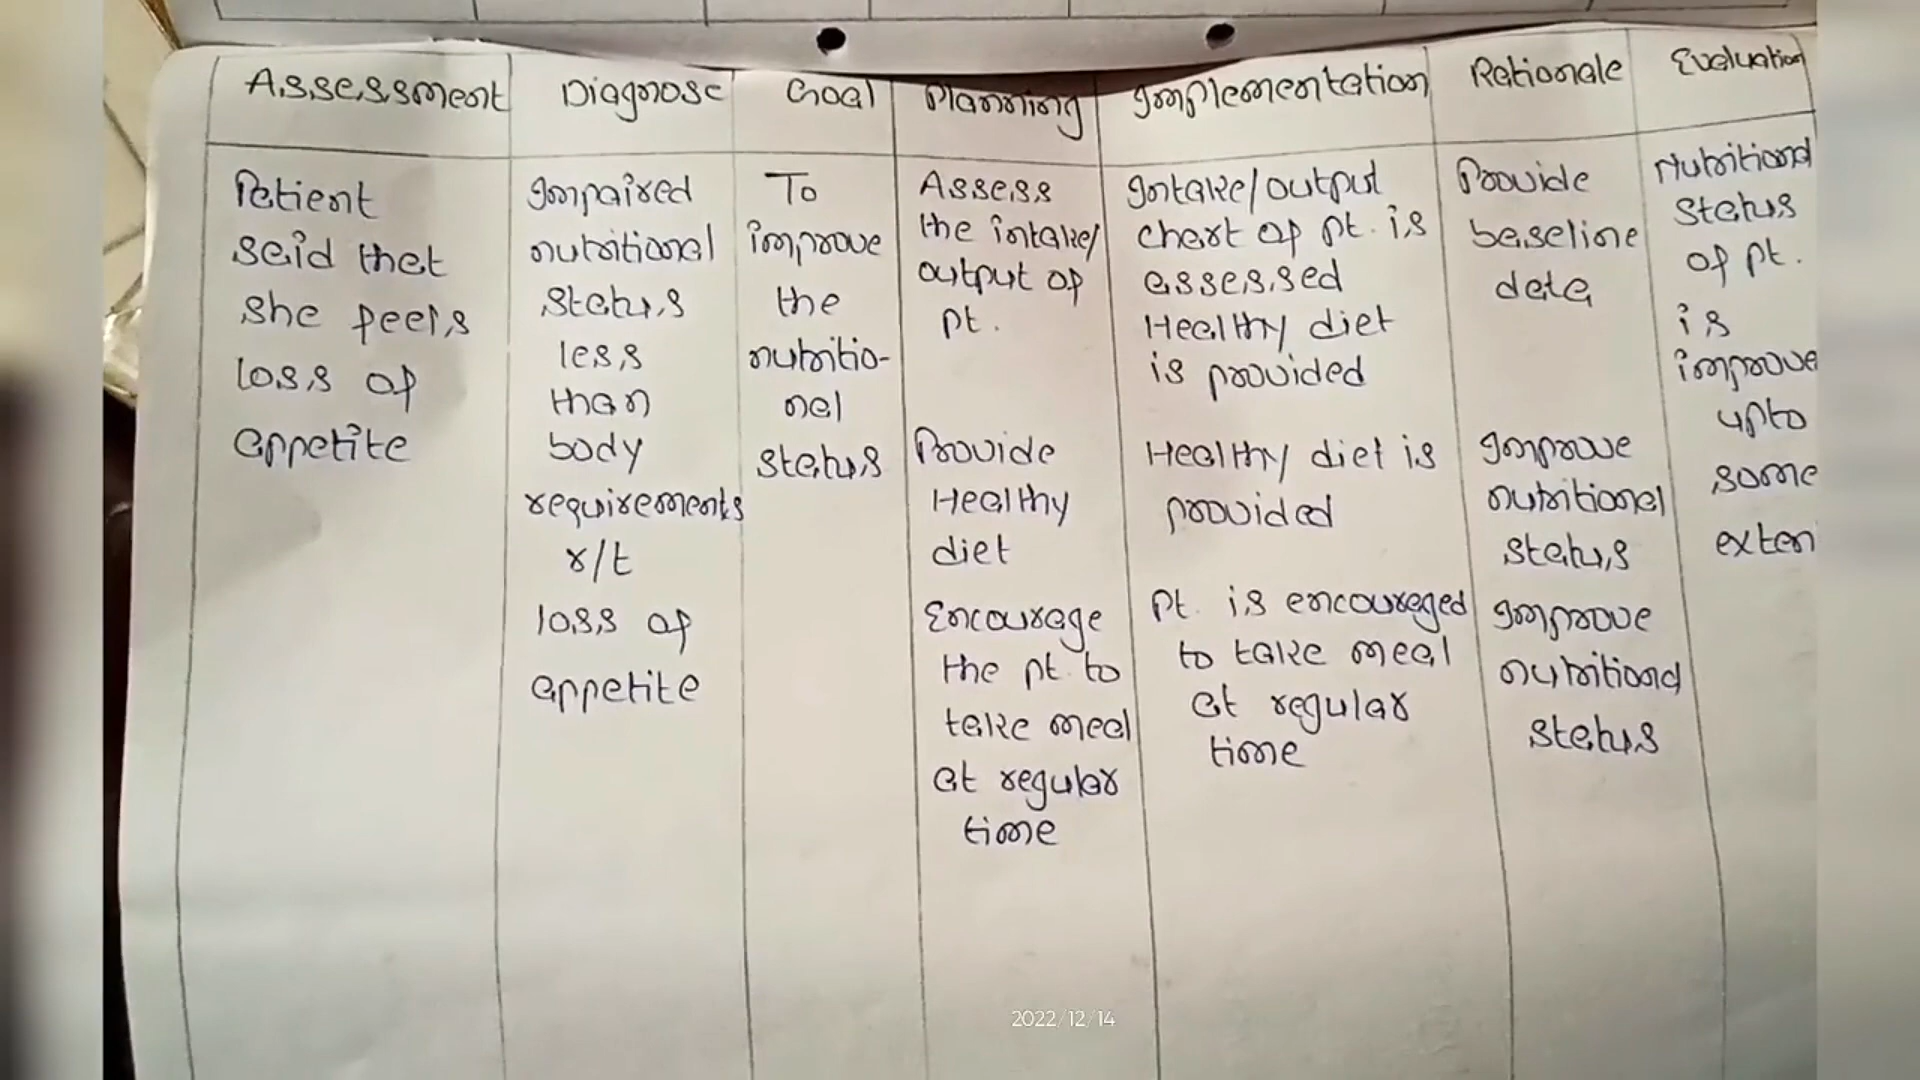 Assessment
Diagnose
Goal
Planning
Implementation
Rationale
Evaluation
Patient
said that
she feels
loss of
appetite
Impaired
nutritional
status
less
than
body
requirements
r/t
loss of
appetite
To
improve
the
nutritio-
nal
status
Assess
the intake/
output of
pt.
Provide
Healthy
diet
Encourage
the pt. to
take meal
at regular
time
Intake/output
chart of pt. is
assessed
Healthy diet
is provided
Healthy diet is
provided
Pt. is encouraged
to take meal
at regular
time
Provide
baseline
data
Improve
nutritional
status
Improve
nutritional
status
Nutritional
status
of pt.
is
improve
upto
some
exten
2022/12/14